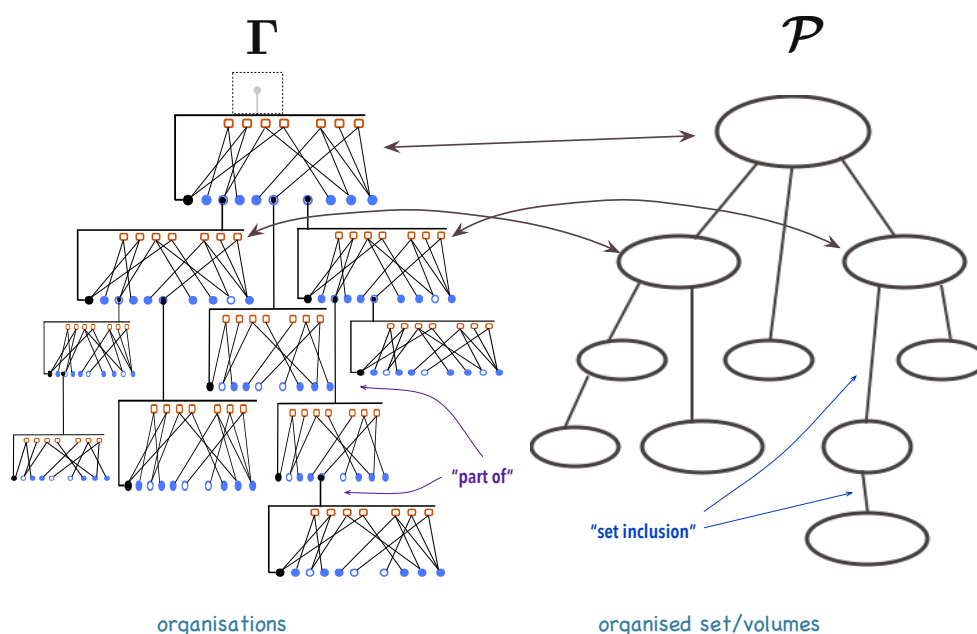 Γ
𝒫
“part of”
“set inclusion”
organisations
organised set/volumes